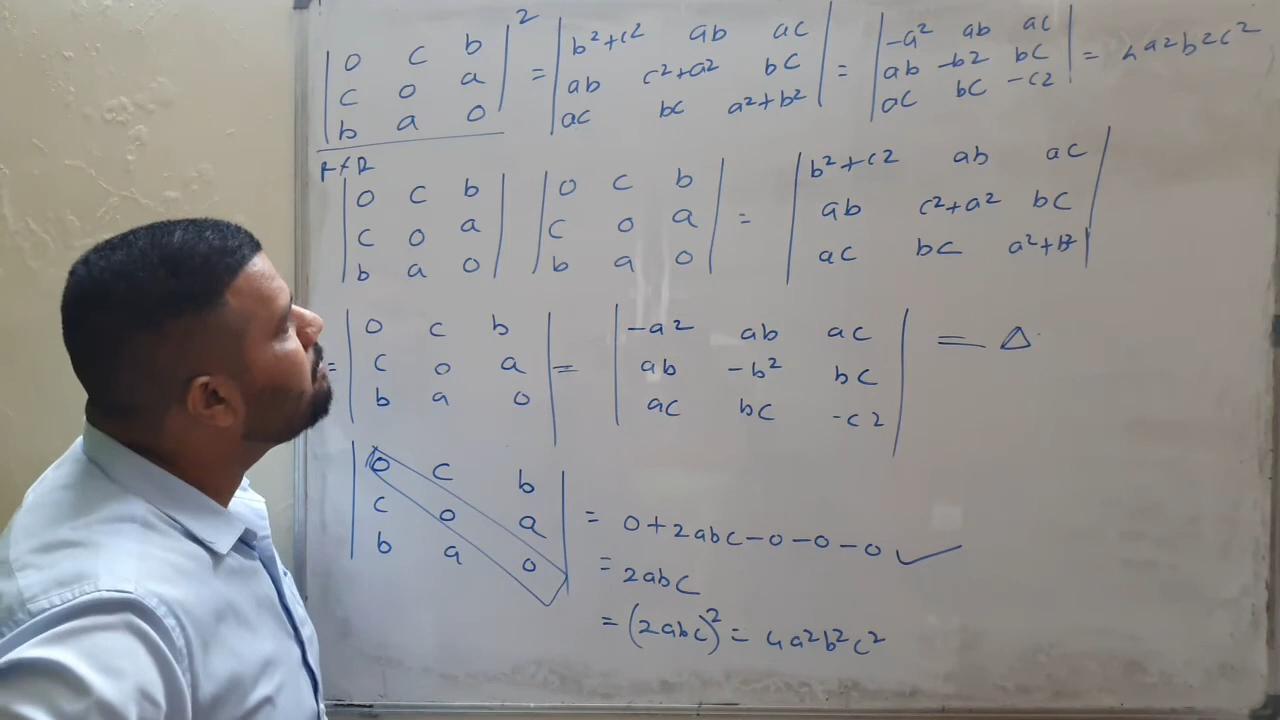 | 0 c b |² = | b²+c² ab ac | = | -a² ab ac | = 4a²b²c²
| c 0 a | | ab c²+a² bc | | ab -b2 bc |
| b a 0 | | ac bc a²+b² | | ac bc -c2 |
R×R
| 0 c b | | 0 c b | = | b²+c2 ab ac |
| c 0 a | | c 0 a | | ab c²+a² bc |
| b a 0 | | b a 0 | | ac bc a²+b² |
= | 0 c b | = | -a2 ab ac | = Δ
| c 0 a | | ab -b² bc |
| b a 0 | | ac bc -c2 |
| 0 c b |
| c 0 a | = 0+2abc-0-0-0 ✓
| b a 0 | = 2abc
= (2abc)² = 4a²b²c²